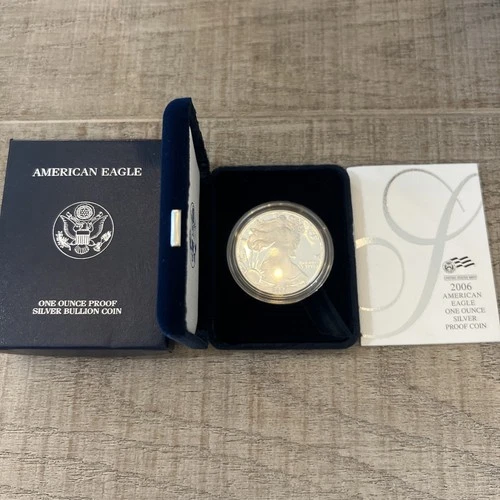 AMERICAN EAGLE
ONE OUNCE PROOF
SILVER BULLION COIN
2006
AMERICAN
EAGLE
ONE OUNCE
SILVER
PROOF COIN